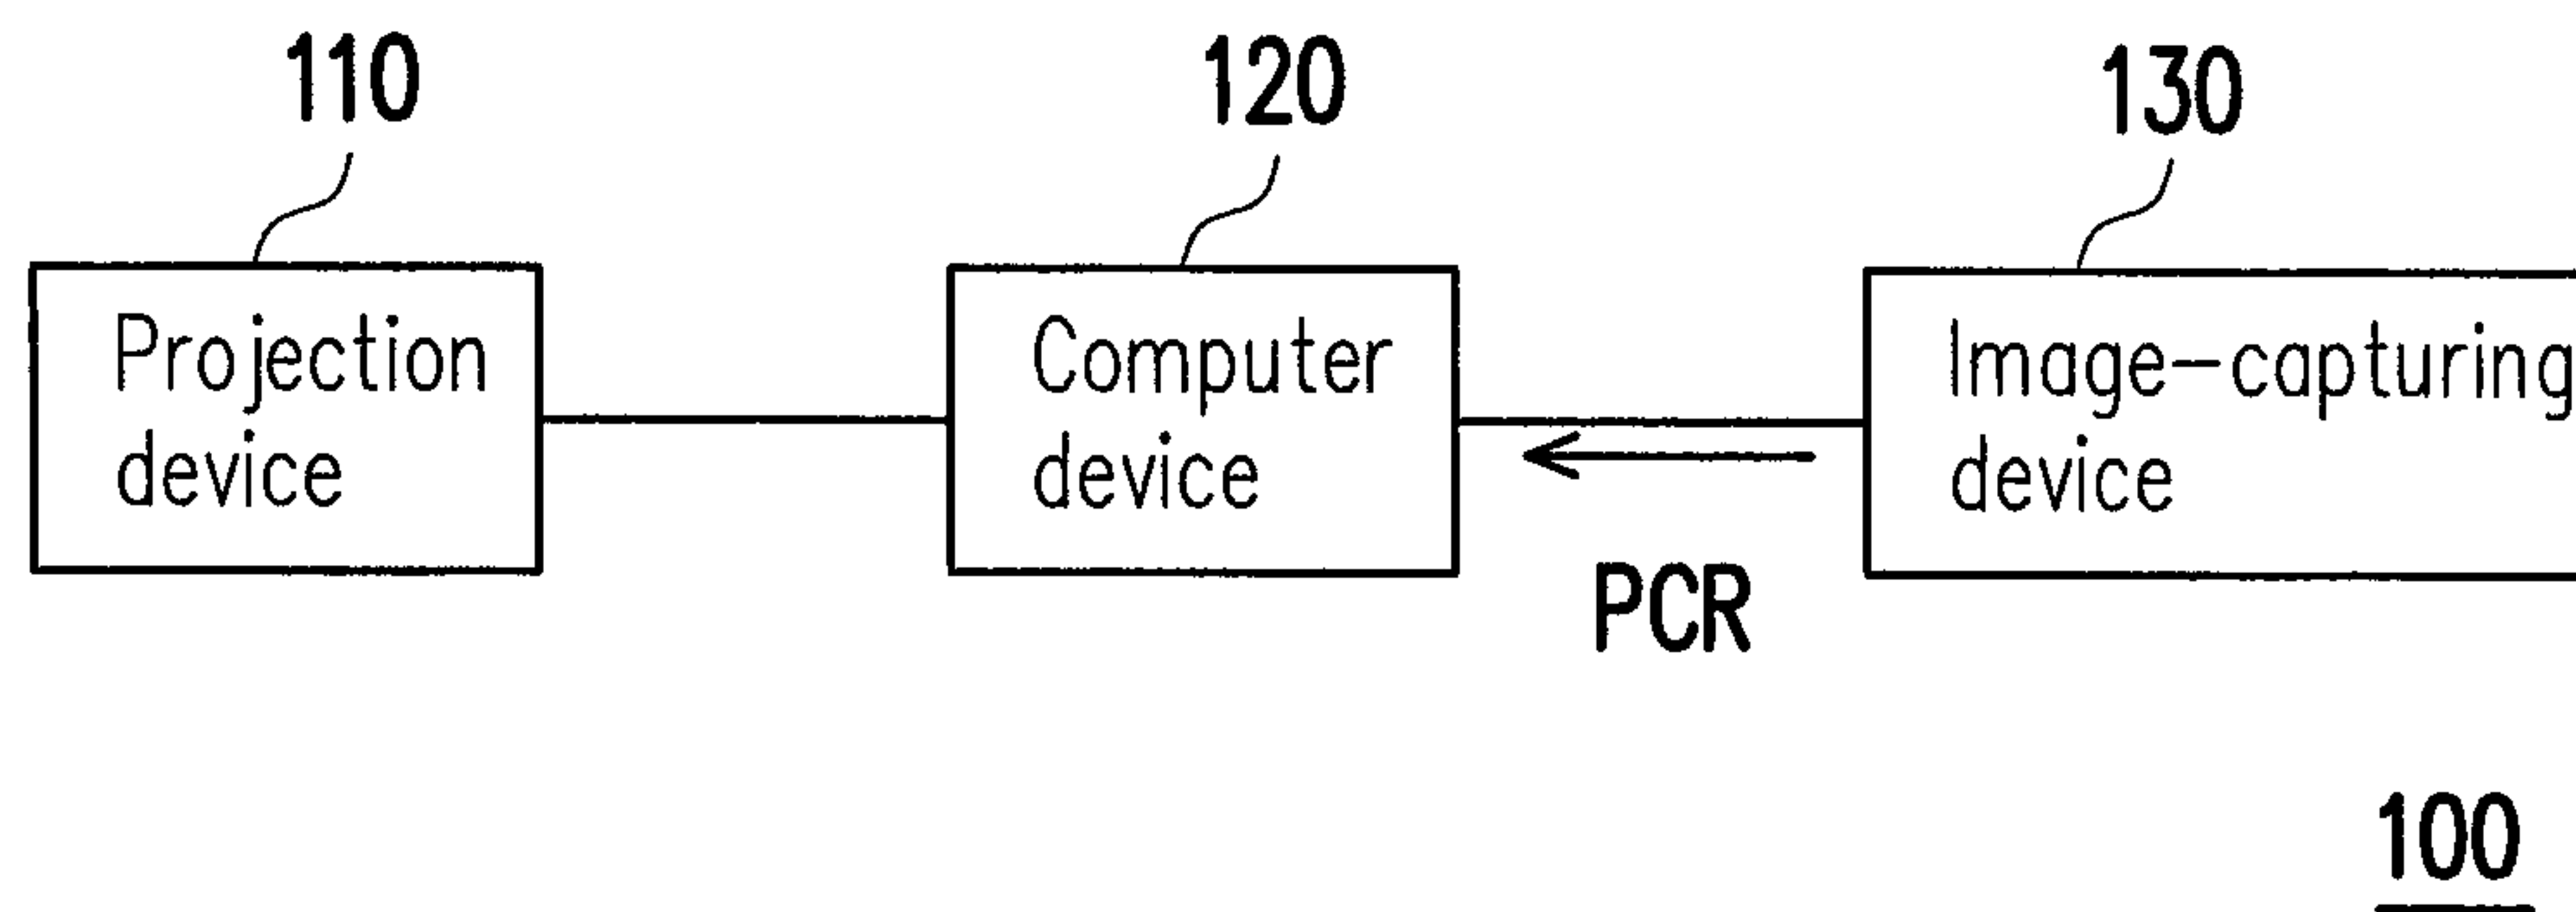 110
120
130
Projection
device
Computer
device
Image-capturing
device
PCR
100